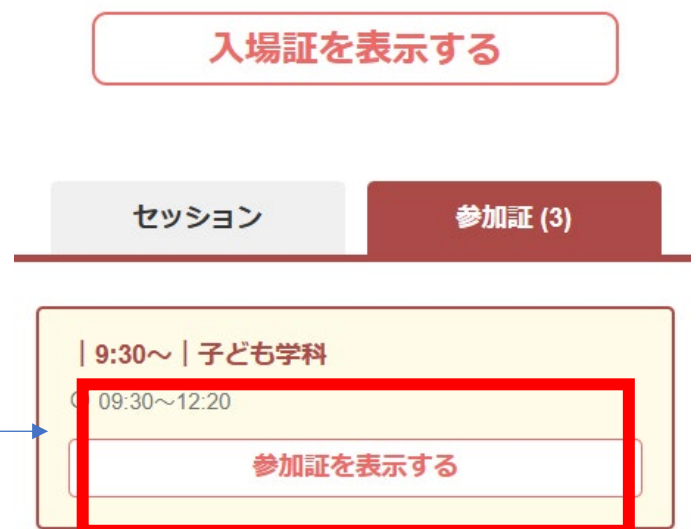 入場証を表示する
セッション
参加証 (3)
｜9:30～｜子ども学科
09:30～12:20
参加証を表示する